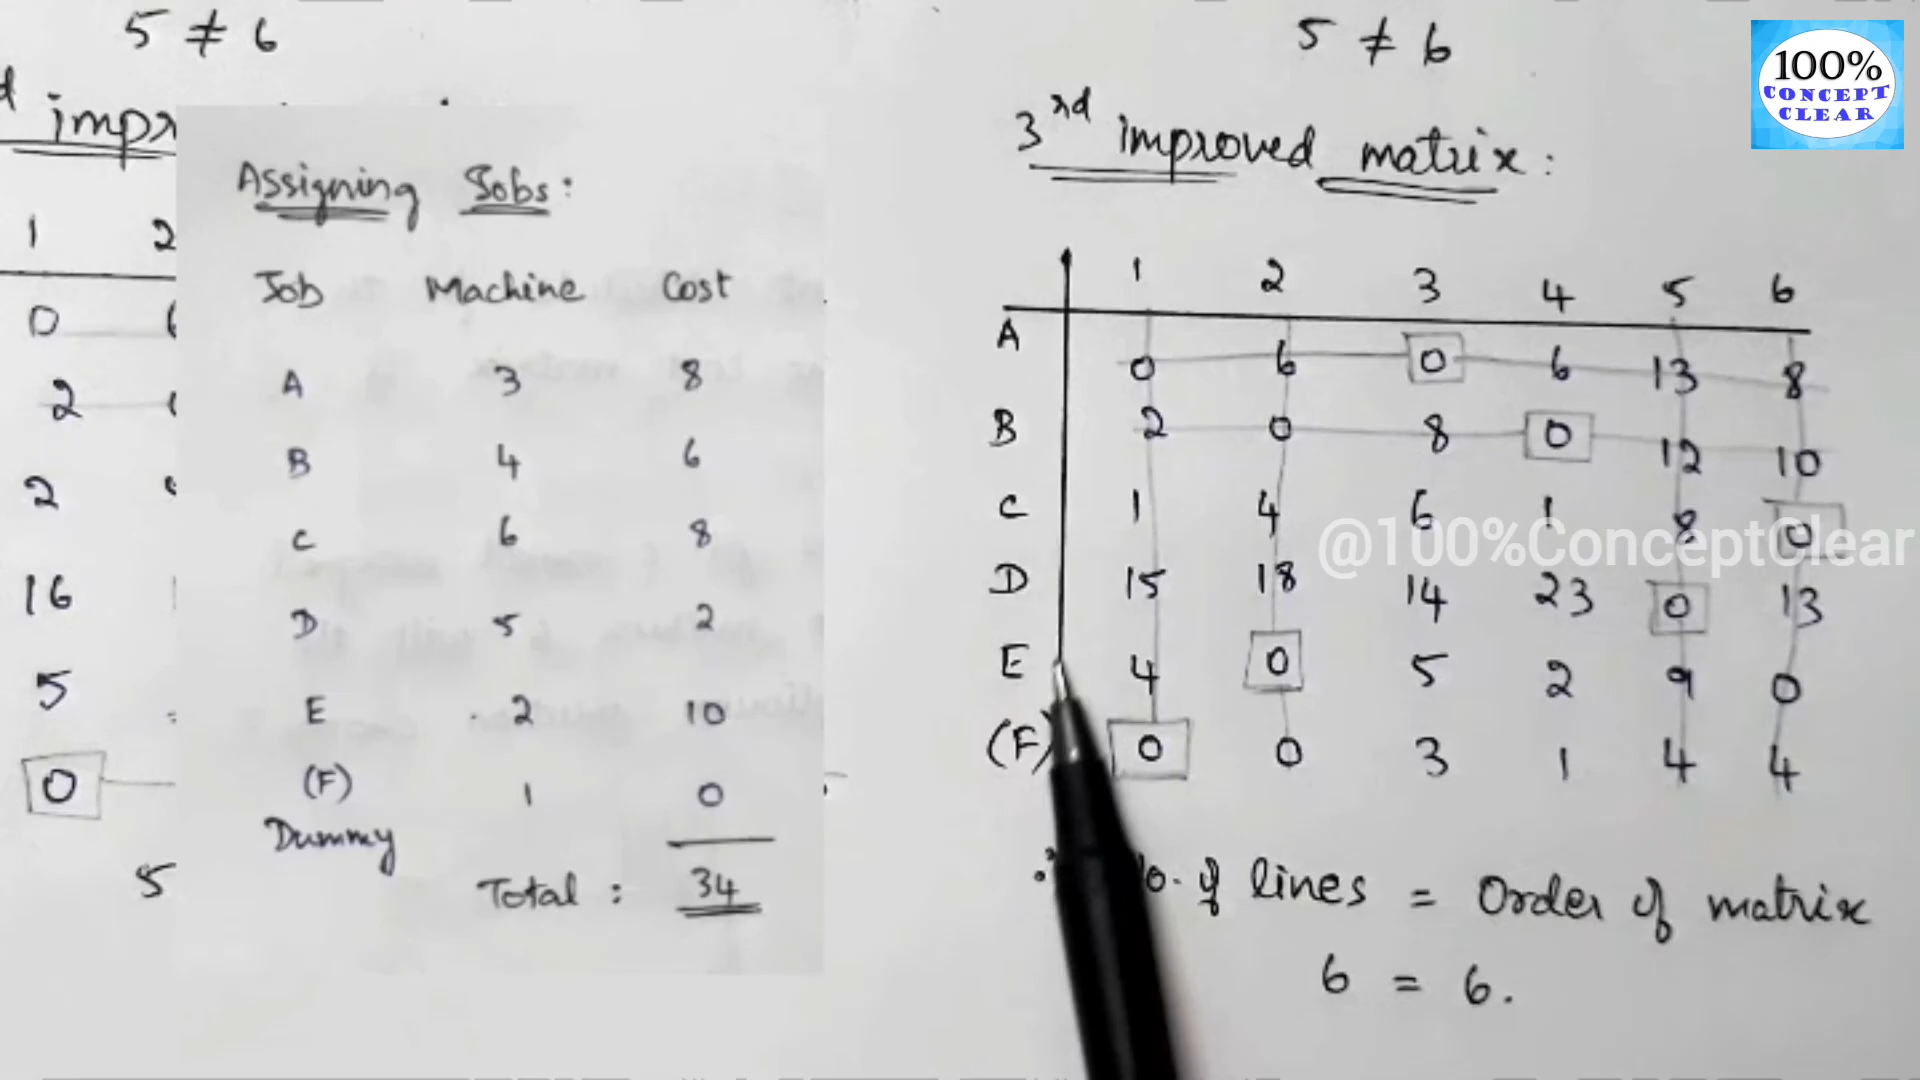 5 ≠ 6
impr
1 2
0
2
2
16
5
0
5
Assigning Jobs:
Job Machine Cost
A 3 8
B 4 6
C 6 8
D 5 2
E 2 10
(F) 1 0
Dummy
Total : 34
5 ≠ 6
3rd improved matrix:
1 2 3 4 5 6
A 0 6 0 6 13 8
B 2 0 8 0 12 10
C 1 4 6 1 8 0
D 15 18 14 23 0 13
E 4 0 5 2 9 0
(F) 0 0 3 1 4 4
of lines = Order of matrix
6 = 6.
100%
CONCEPT
CLEAR
@100%ConceptClear